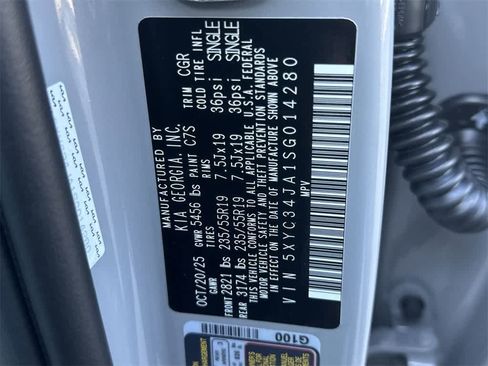 MANUFACTURED BY
KIA GEORGIA, INC.
OCT/20/25 GVWR 5456 lbs PAINT C7S TRIM CGR
GAWR TIRES RIMS COLD TIRE INFL
FRONT 2821 lbs 235/55R19 7.5Jx19 36psi SINGLE
REAR 3174 lbs 235/55R19 7.5Jx19 36psi SINGLE
THIS VEHICLE CONFORMS TO ALL APPLICABLE U.S.A. FEDERAL
MOTOR VEHICLE SAFETY AND THEFT PREVENTION STANDARDS
IN EFFECT ON THE DATE OF MANUFACTURE SHOWN ABOVE
VIN 5XYC34JA1SG014280
MPV
G100